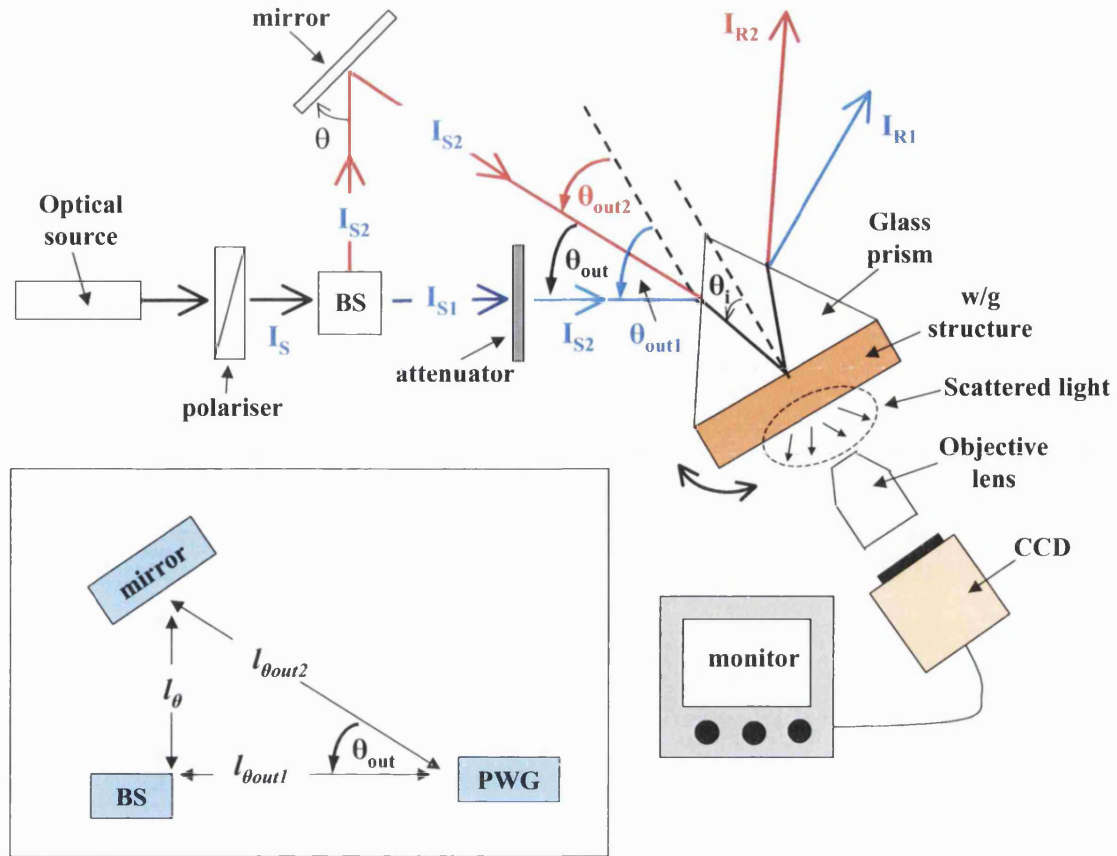 mirror
I_R2
I_R1
θ
I_S2
θ_out2
Optical
source
I_S2
θ_out
Glass
prism
θ_i
w/g
structure
BS
I_S1
I_S2
θ_out1
I_S
attenuator
polariser
Scattered light
Objective
lens
CCD
monitor
mirror
l_θout2
l_θ
θ_out
l_θout1
BS
PWG